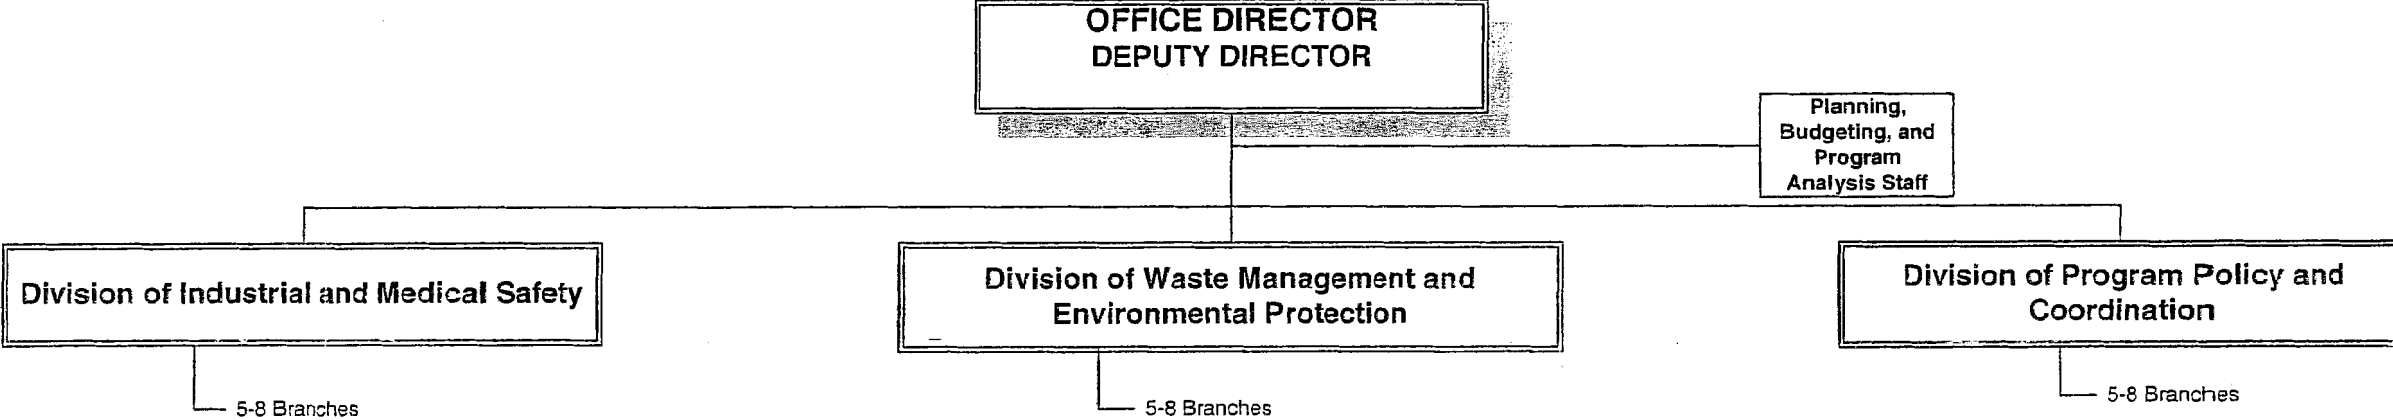 OFFICE DIRECTOR
DEPUTY DIRECTOR
Planning,
Budgeting, and
Program
Analysis Staff
Division of Industrial and Medical Safety
Division of Waste Management and
Environmental Protection
Division of Program Policy and
Coordination
5-8 Branches
5-8 Branches
5-8 Branches